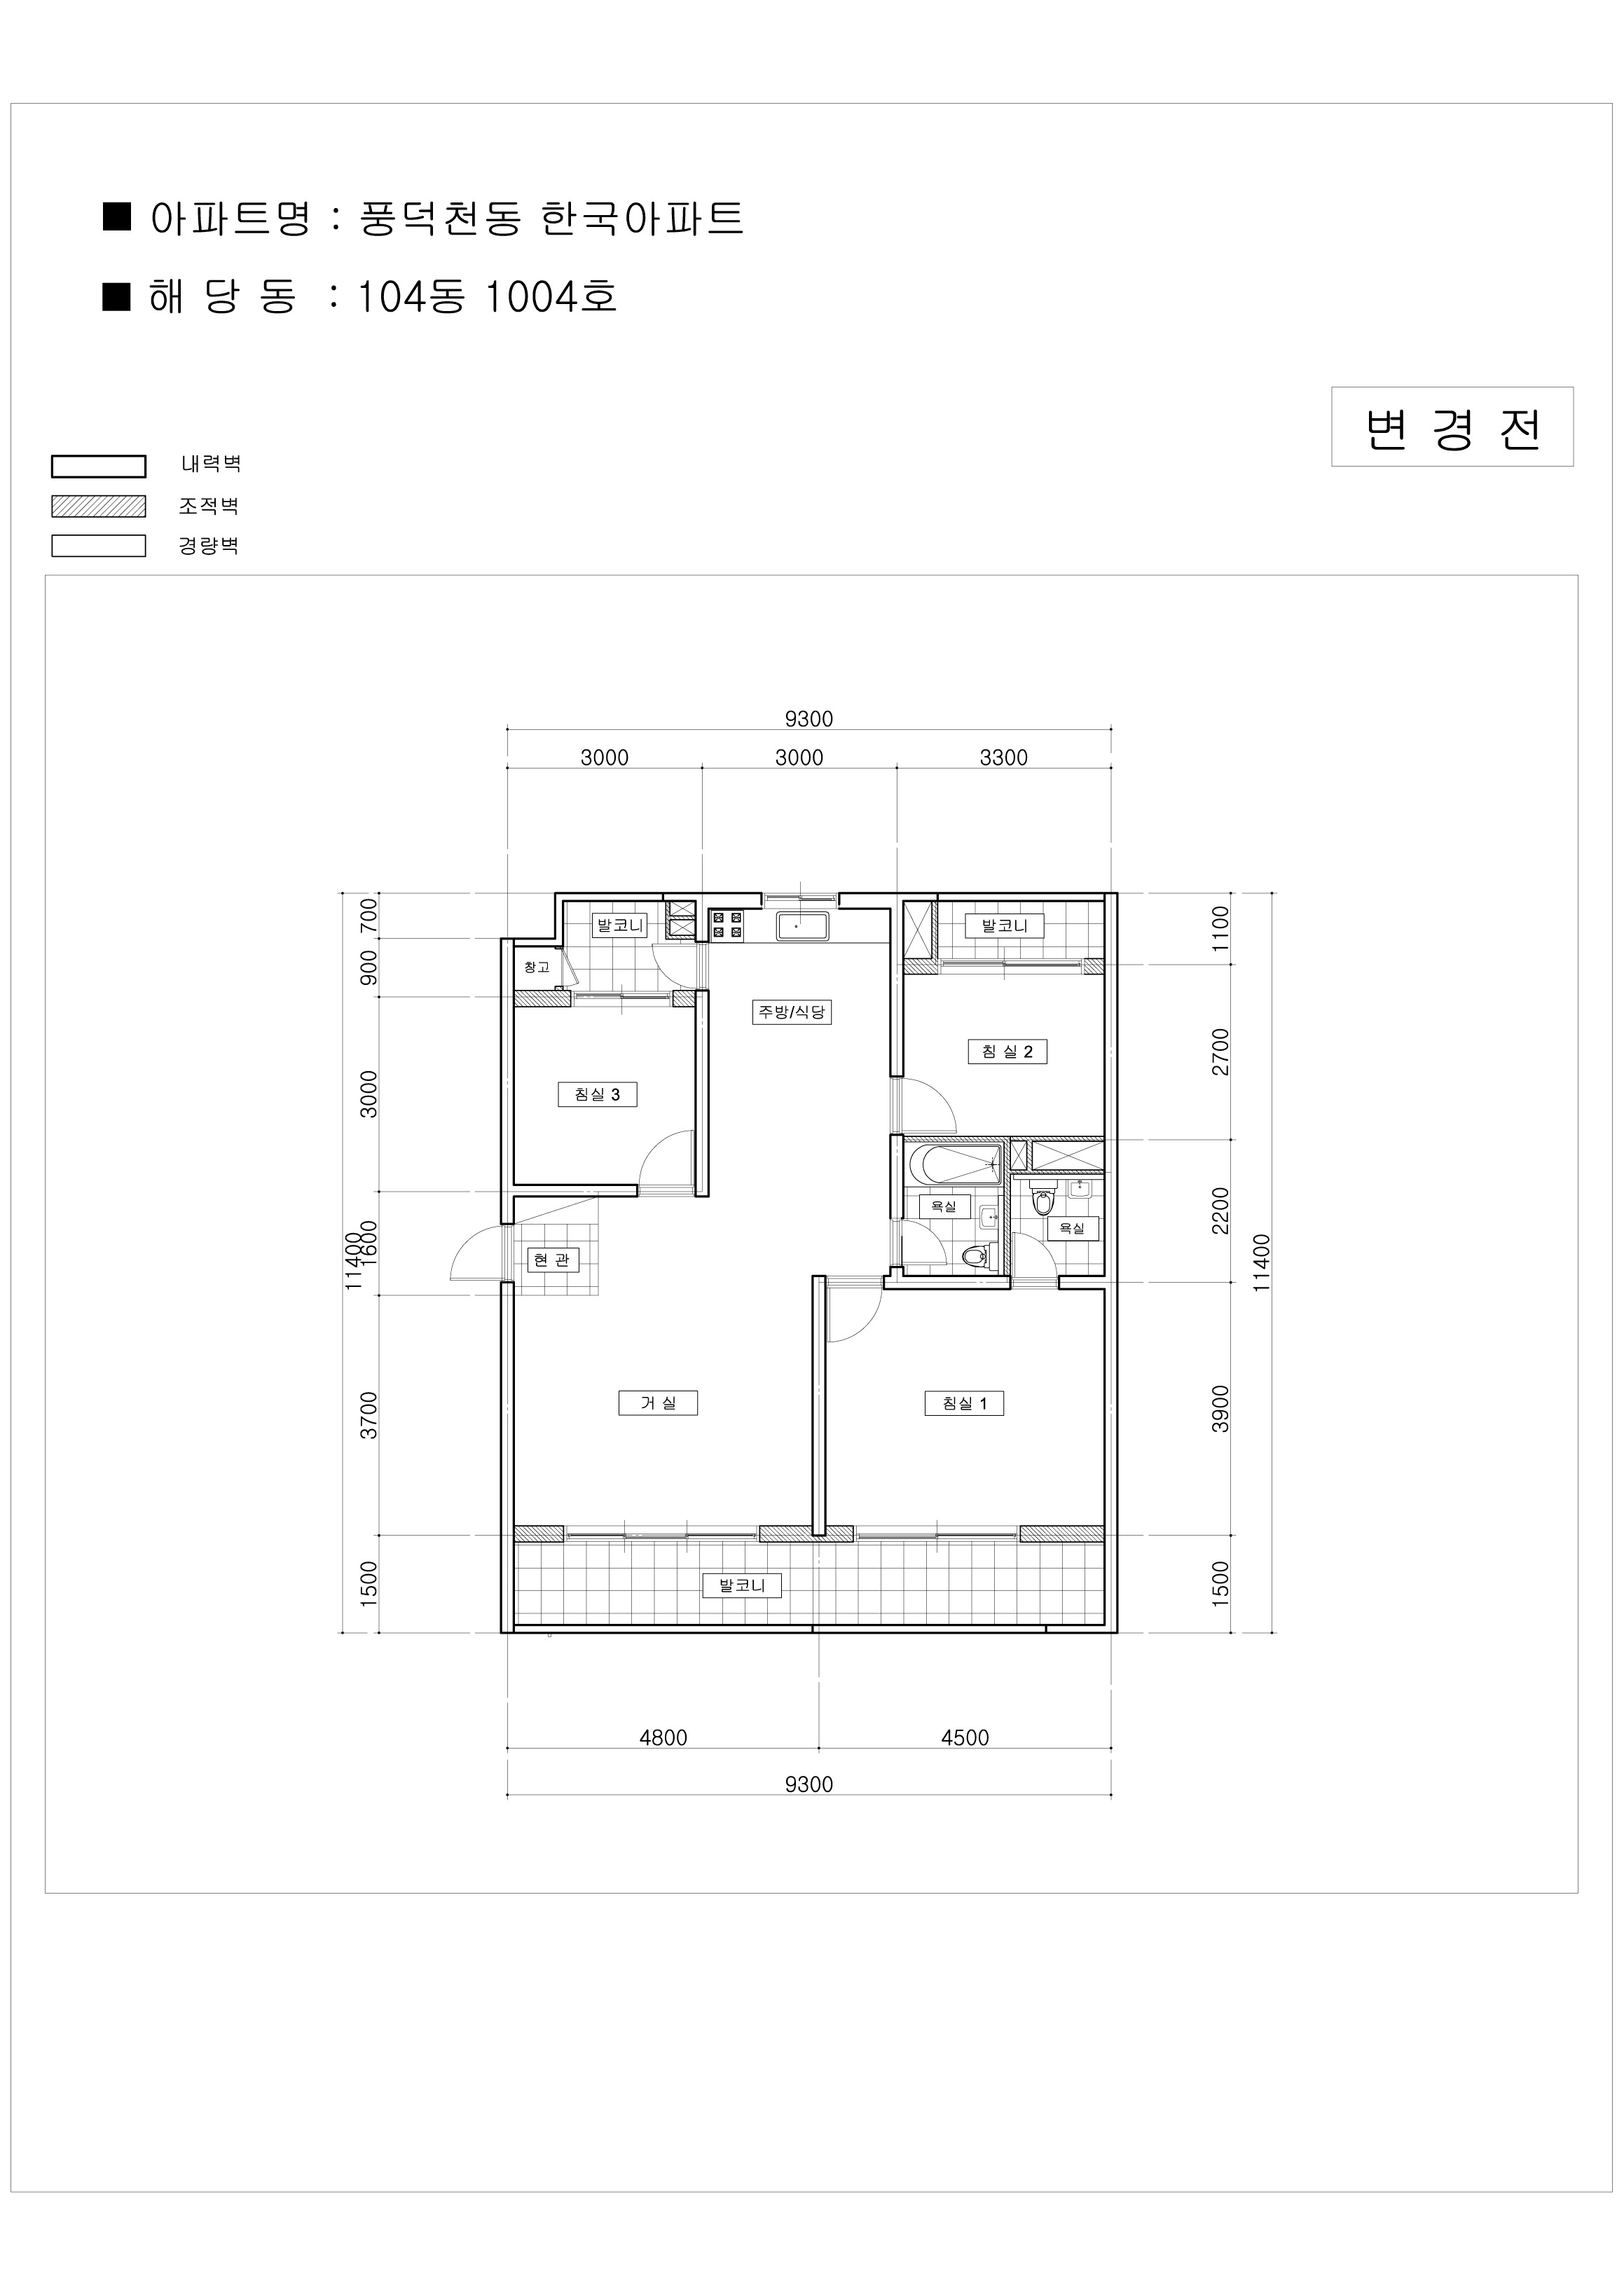 ■ 아파트명 : 풍덕천동 한국아파트
■ 해 당 동 : 104동 1004호
변 경 전
내력벽
조적벽
경량벽
9300
3000 3000 3300
700
900
3000
1600
3700
1500
11400
1100
2700
2200
3900
1500
11400
발코니
발코니
창고
주방/식당
침 실 2
침실 3
욕실
욕실
현 관
거 실
침실 1
발코니
4800 4500
9300